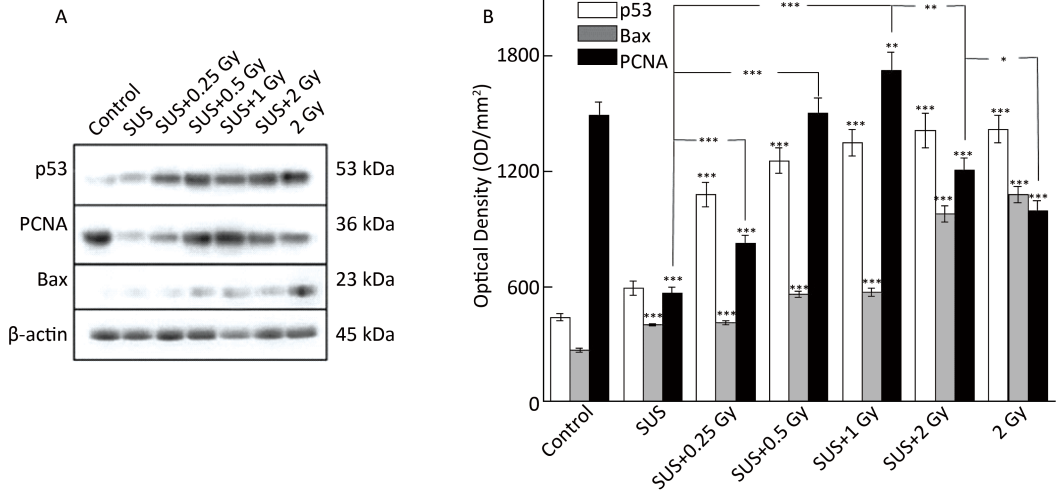 A
Control
SUS
SUS+0.25 Gy
SUS+0.5 Gy
SUS+1 Gy
SUS+2 Gy
2 Gy
p53
53 kDa
PCNA
36 kDa
Bax
23 kDa
β-actin
45 kDa
B
p53
Bax
PCNA
Optical Density (OD/mm²)
1800
1200
600
0
***
**
*
***
***
***
***
***
***
***
***
***
***
***
***
**
***
***
***
***
***
***
Control
SUS
SUS+0.25 Gy
SUS+0.5 Gy
SUS+1 Gy
SUS+2 Gy
2 Gy